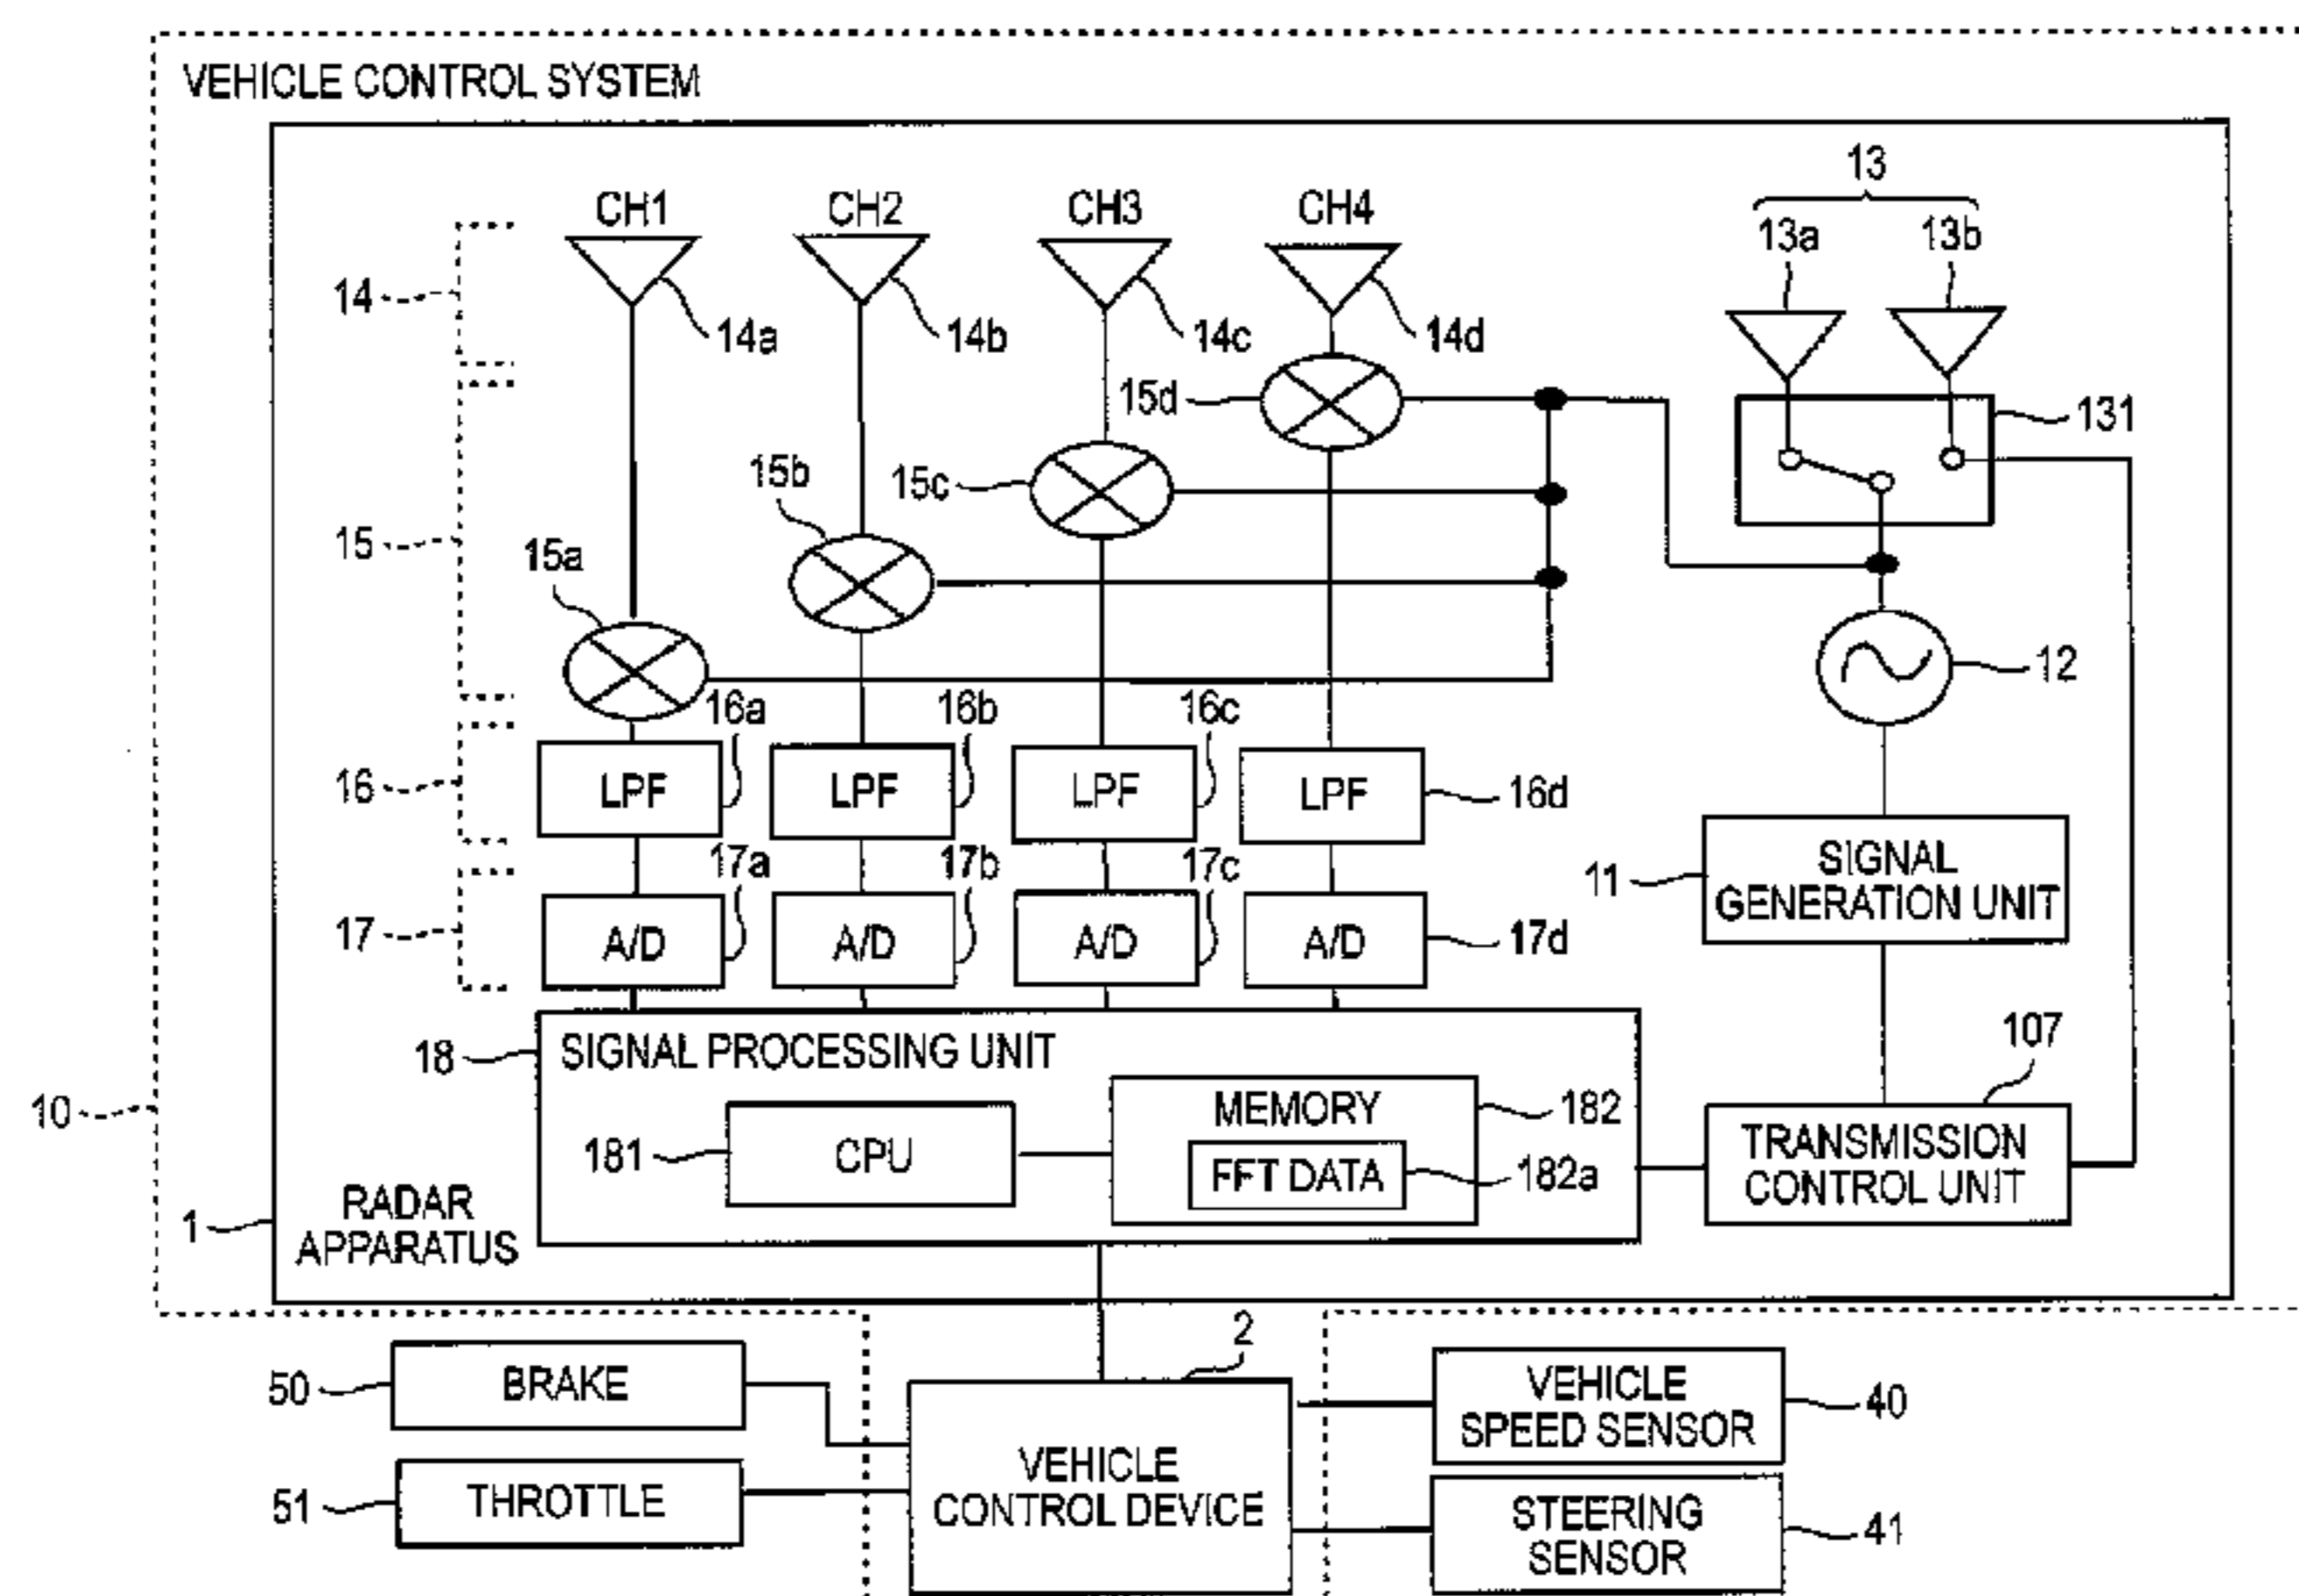 VEHICLE CONTROL SYSTEM
13
CH1 CH2 CH3 CH4
13a 13b
14
14a 14b 14c 14d
15d
131
15b
15c
15
15a
12
16a 16b 16c
16
LPF LPF LPF LPF
16d
17a 17b 17c
11
SIGNAL
GENERATION UNIT
17
A/D A/D A/D A/D
17d
107
18
SIGNAL PROCESSING UNIT
10
MEMORY
182
181
CPU
FFT DATA
182a
TRANSMISSION
CONTROL UNIT
1
RADAR
APPARATUS
2
50
BRAKE
VEHICLE
SPEED SENSOR
40
51
THROTTLE
VEHICLE
CONTROL DEVICE
STEERING
SENSOR
41